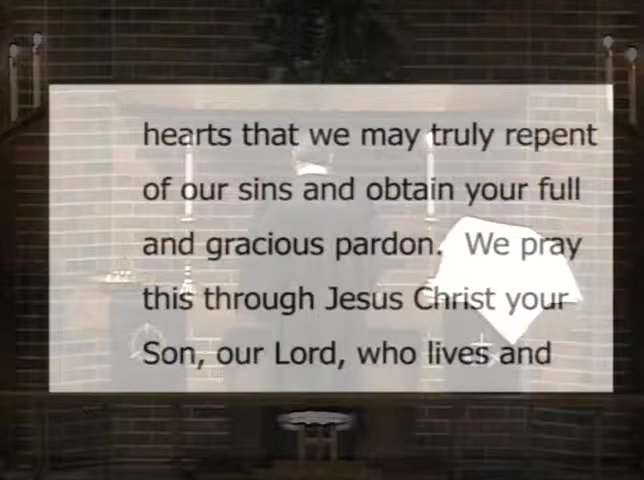 hearts that we may truly repent
of our sins and obtain your full
and gracious pardon.  We pray
this through Jesus Christ your
Son, our Lord, who lives and